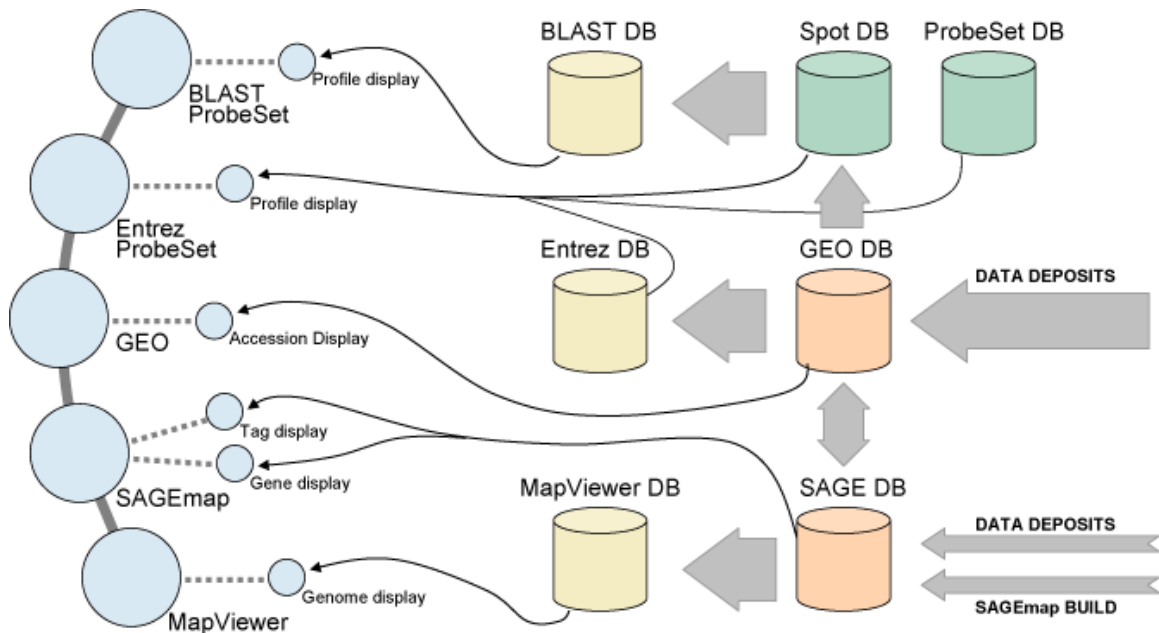 BLAST DB
Spot DB
ProbeSet DB
Profile display
BLAST
ProbeSet
Profile display
Entrez
ProbeSet
Entrez DB
GEO DB
DATA DEPOSITS
GEO
Accession Display
Tag display
Gene display
SAGEmap
MapViewer DB
SAGE DB
DATA DEPOSITS
SAGEmap BUILD
Genome display
MapViewer